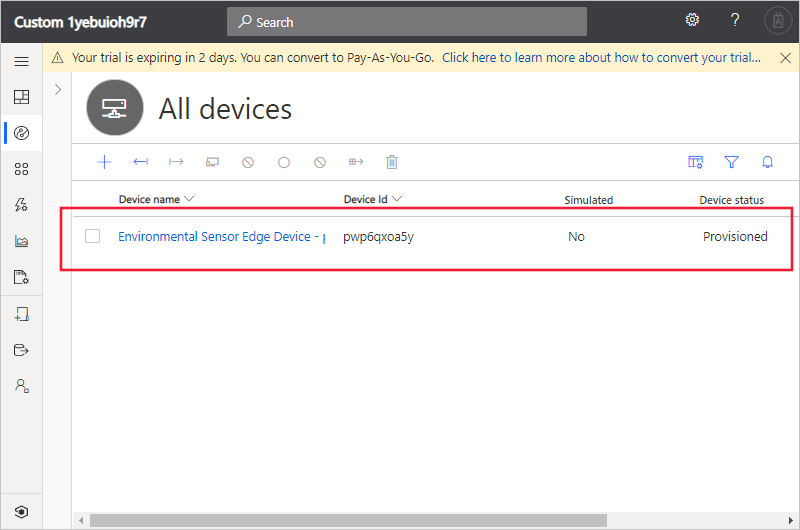 Custom 1yebuioh9r7
Search
?
Your trial is expiring in 2 days. You can convert to Pay-As-You-Go. Click here to learn more about how to convert your trial...
All devices
Device name Device Id Simulated Device status
Environmental Sensor Edge Device - p pwp6qxoa5y No Provisioned